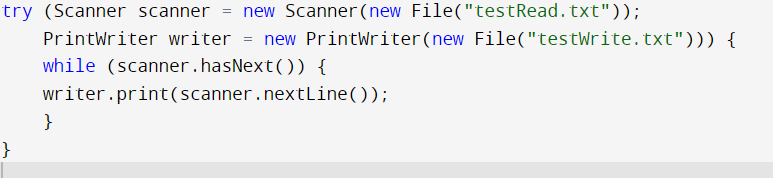 try (Scanner scanner = new Scanner(new File("testRead.txt"));
    PrintWriter writer = new PrintWriter(new File("testWrite.txt"))) {
    while (scanner.hasNext()) {
    writer.print(scanner.nextLine());
    }
}